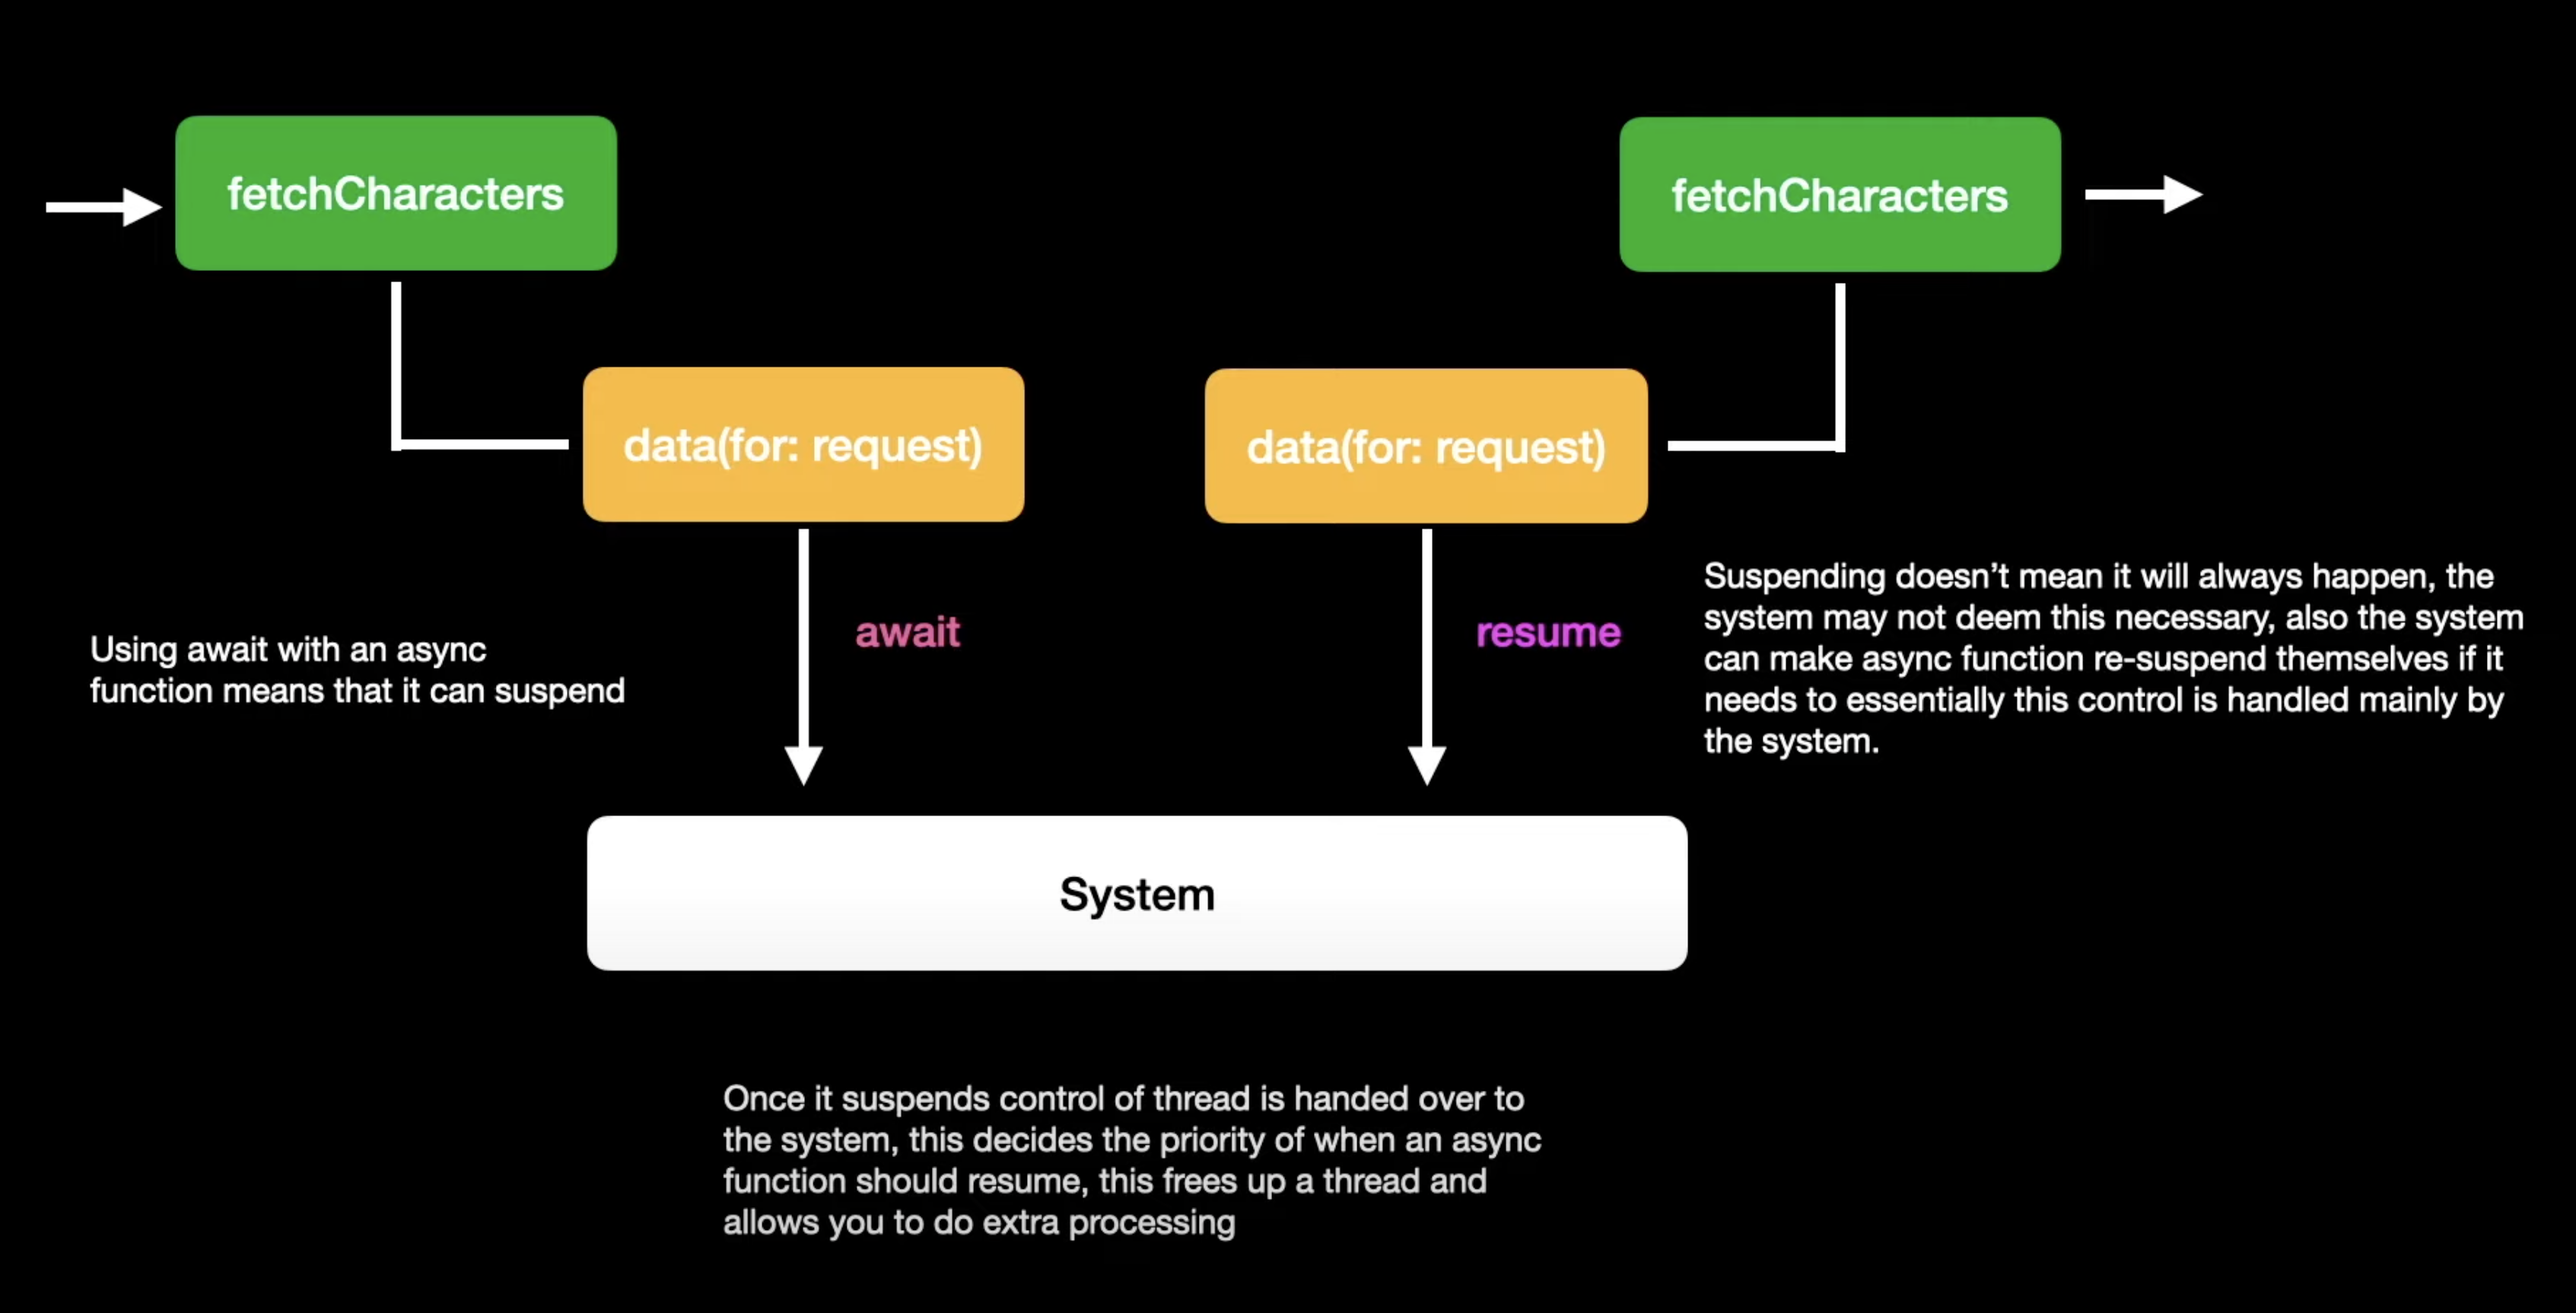 fetchCharacters
fetchCharacters
data(for: request)
data(for: request)
await
resume
Using await with an async
function means that it can suspend
Suspending doesn’t mean it will always happen, the
system may not deem this necessary, also the system
can make async function re-suspend themselves if it
needs to essentially this control is handled mainly by
the system.
System
Once it suspends control of thread is handed over to
the system, this decides the priority of when an async
function should resume, this frees up a thread and
allows you to do extra processing